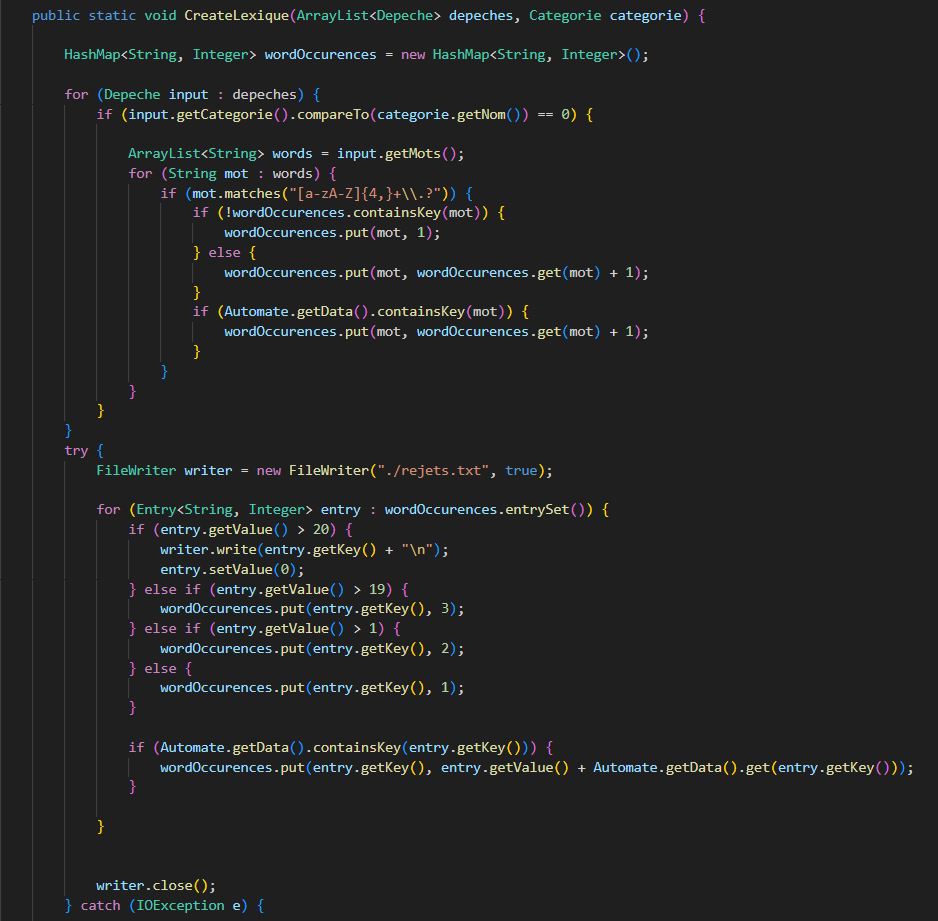 public static void CreateLexique(ArrayList<Depeche> depeches, Categorie categorie) {
HashMap<String, Integer> wordOccurences = new HashMap<String, Integer>();
for (Depeche input : depeches) {
if (input.getCategorie().compareTo(categorie.getNom()) == 0) {
ArrayList<String> words = input.getMots();
for (String mot : words) {
if (mot.matches("[a-zA-Z]{4,}+\\.?")) {
if (!wordOccurences.containsKey(mot)) {
wordOccurences.put(mot, 1);
} else {
wordOccurences.put(mot, wordOccurences.get(mot) + 1);
}
if (Automate.getData().containsKey(mot)) {
wordOccurences.put(mot, wordOccurences.get(mot) + 1);
}
}
}
}
}
try {
FileWriter writer = new FileWriter("./rejets.txt", true);
for (Entry<String, Integer> entry : wordOccurences.entrySet()) {
if (entry.getValue() > 20) {
writer.write(entry.getKey() + "\n");
entry.setValue(0);
} else if (entry.getValue() > 19) {
wordOccurences.put(entry.getKey(), 3);
} else if (entry.getValue() > 1) {
wordOccurences.put(entry.getKey(), 2);
} else {
wordOccurences.put(entry.getKey(), 1);
}
if (Automate.getData().containsKey(entry.getKey())) {
wordOccurences.put(entry.getKey(), entry.getValue() + Automate.getData().get(entry.getKey()));
}
}
writer.close();
} catch (IOException e) {